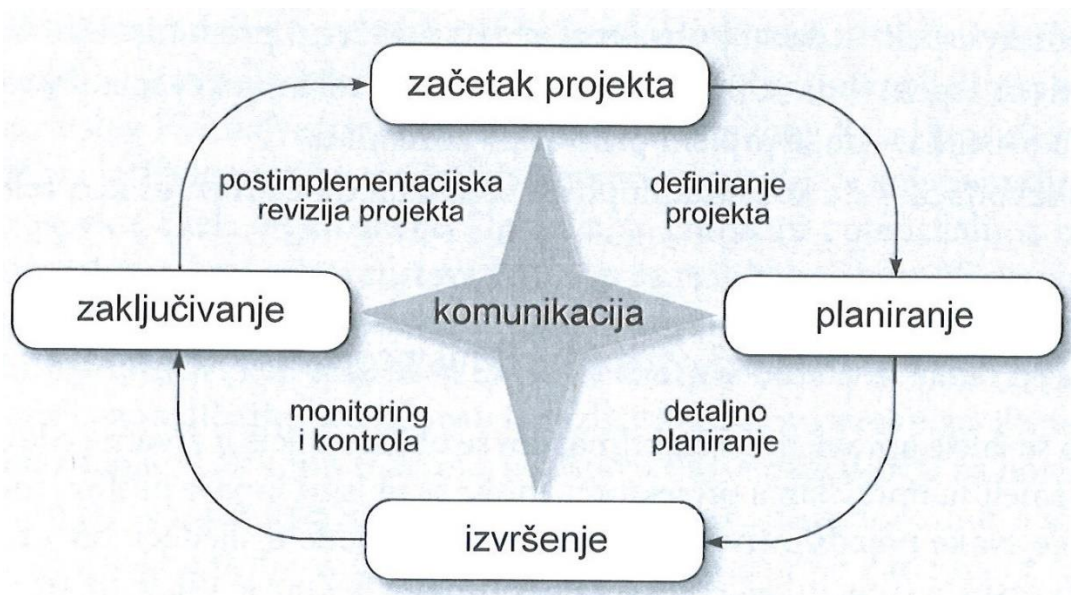 začetak projekta
postimplementacijska
revizija projekta
definiranje
projekta
zaključivanje
komunikacija
planiranje
monitoring
i kontrola
detaljno
planiranje
izvršenje